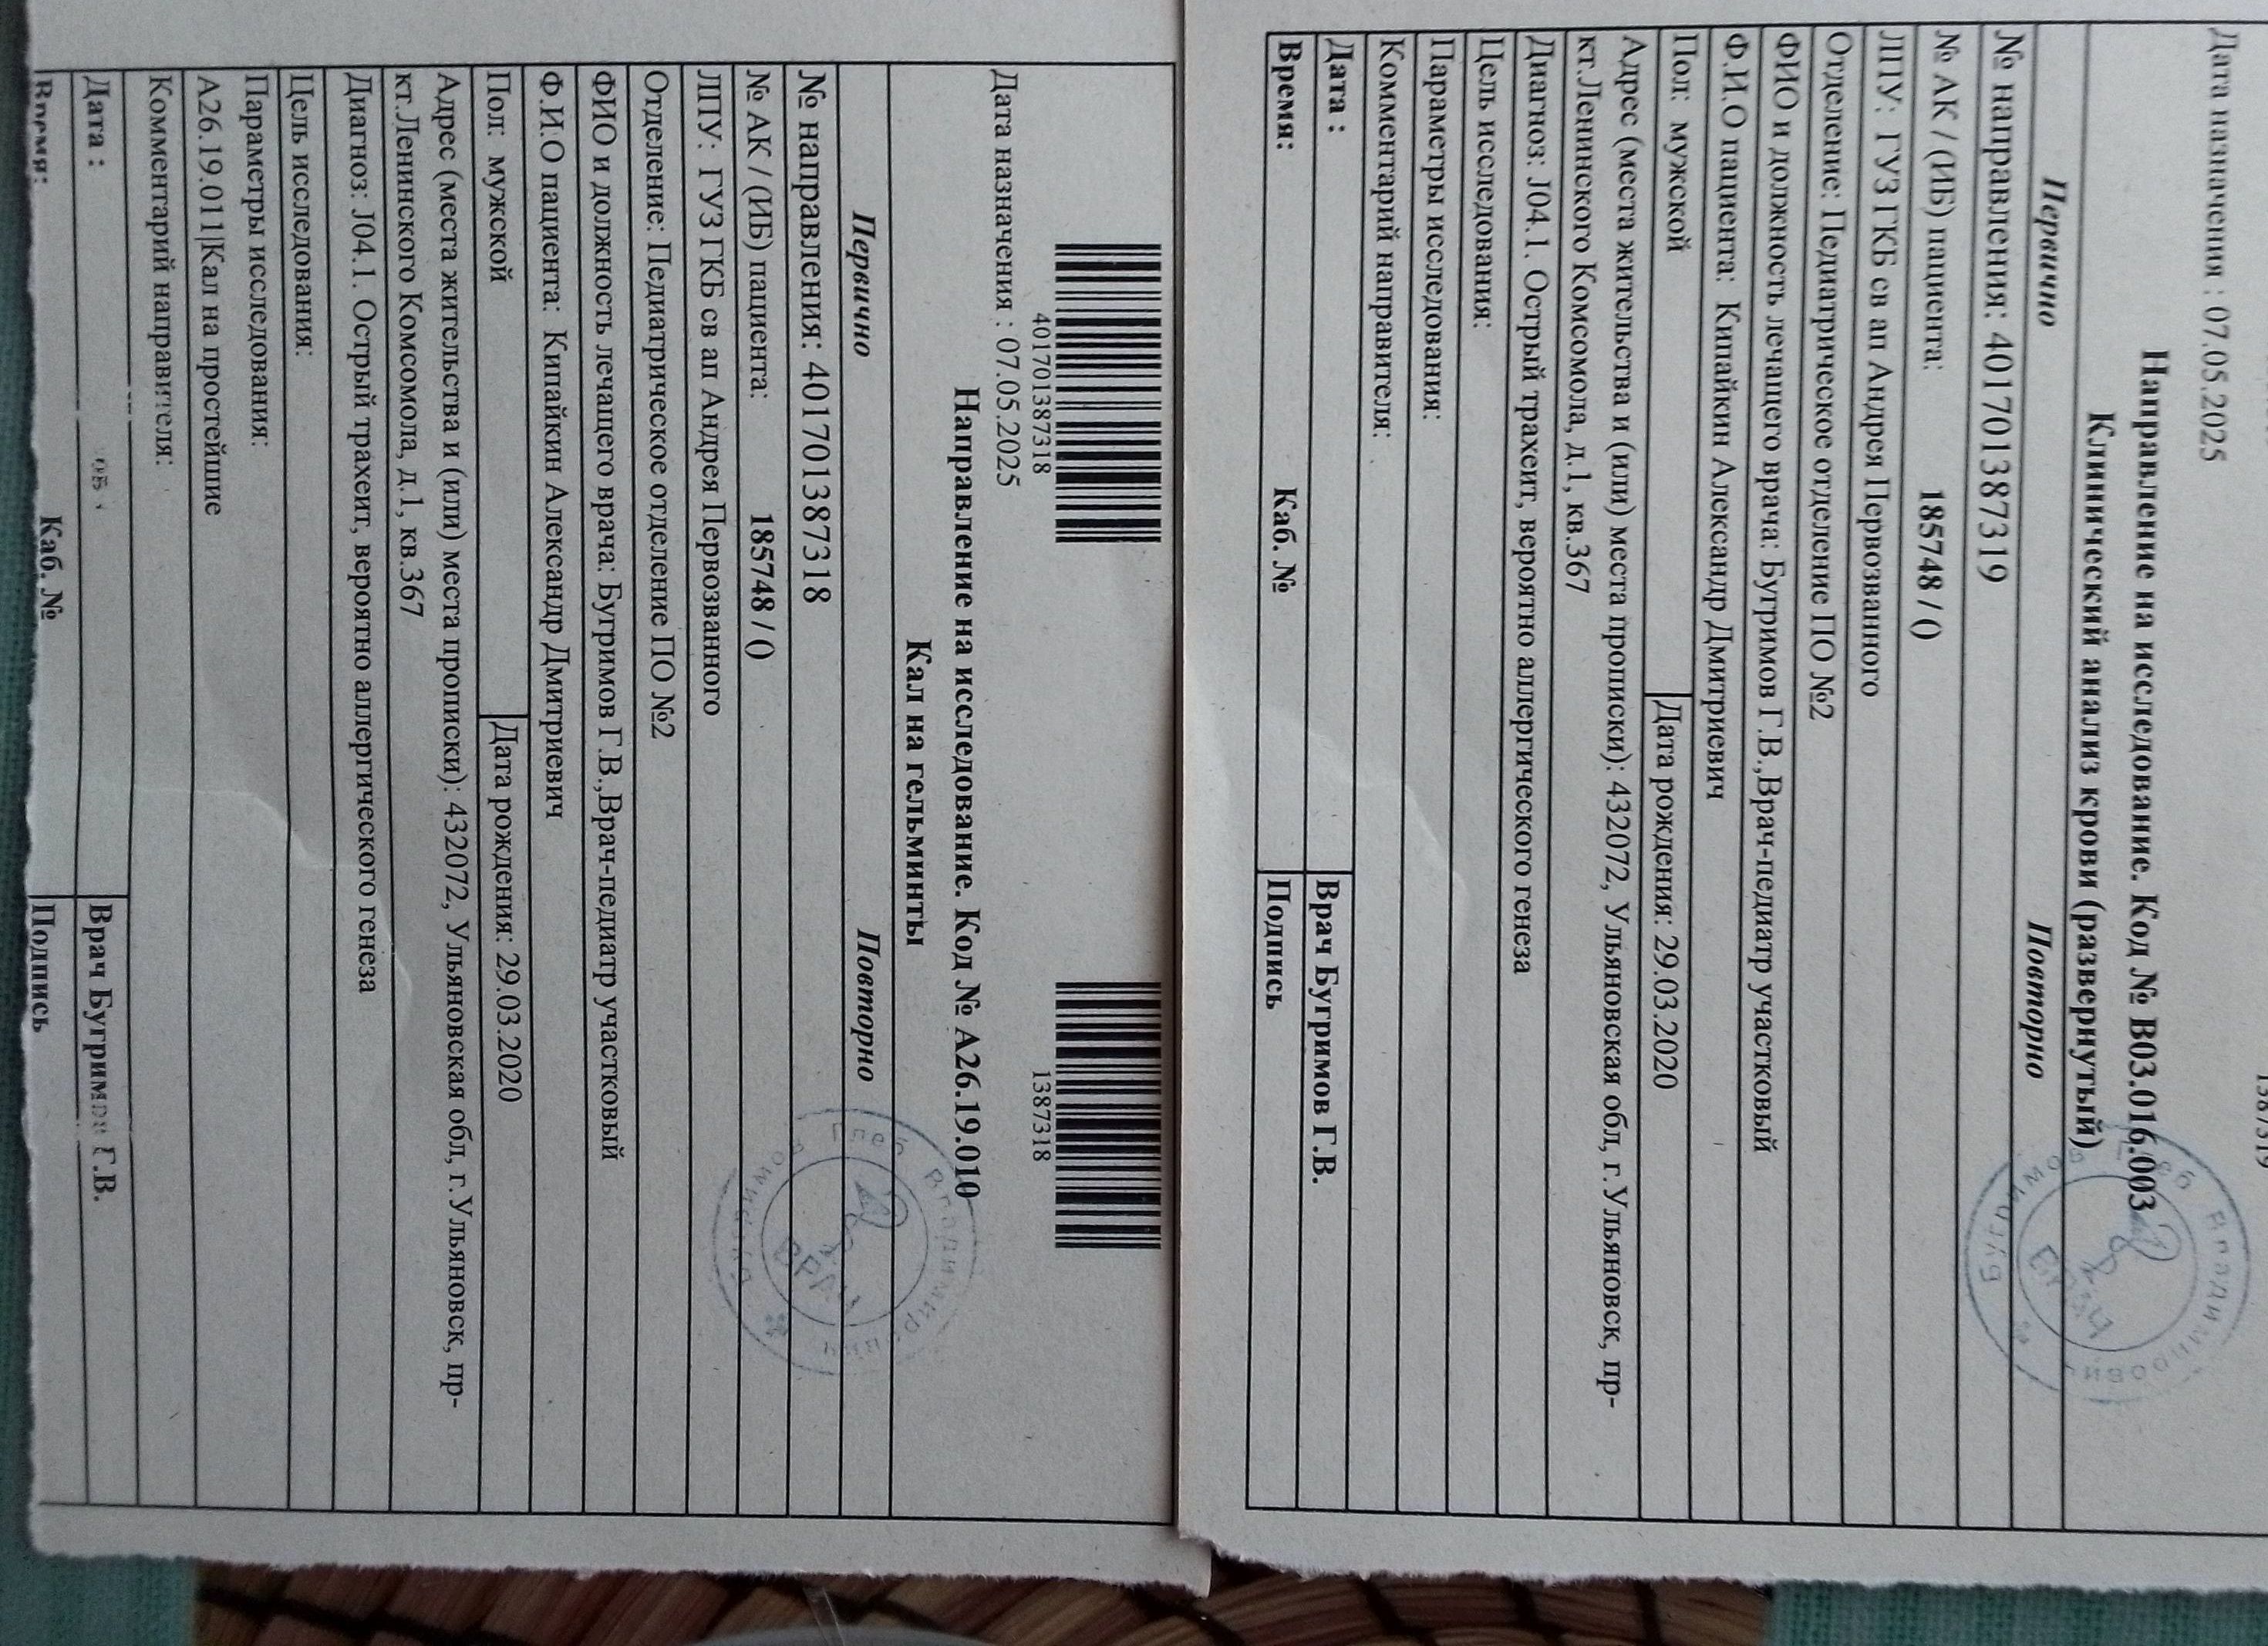 Дата назначения : 07.05.2025
1387319
Направление на исследование. Код № B03.016.003
Клинический анализ крови (развернутый)
Первично Повторно
№ направления: 4017701387319
№ АК / (ИБ) пациента: 185748 / ()
ЛПУ: ГУЗ ГКБ св ап Андрея Первозванного
Отделение: Педиатрическое отделение ПО №2
ФИО и должность лечащего врача: Бугримов Г.В.,Врач-педиатр участковый
Ф.И.О пациента: Кипайкин Александр Дмитриевич
Пол: мужской Дата рождения: 29.03.2020
Адрес (места жительства и (или) места прописки): 432072, Ульяновская обл, г.Ульяновск, пр-
кт.Ленинского Комсомола, д.1, кв.367
Диагноз: J04.1. Острый трахеит, вероятно аллергического генеза
Цель исследования:
Параметры исследования:
Комментарий направителя:
Дата : Врач Бугримов Г.В.
Время: Каб. № Подпись
4017701387318 1387318
Дата назначения : 07.05.2025
Направление на исследование. Код № A26.19.010
Кал на гельминты
Первично Повторно
№ направления: 4017701387318
№ АК / (ИБ) пациента: 185748 / ()
ЛПУ: ГУЗ ГКБ св ап Андрея Первозванного
Отделение: Педиатрическое отделение ПО №2
ФИО и должность лечащего врача: Бугримов Г.В.,Врач-педиатр участковый
Ф.И.О пациента: Кипайкин Александр Дмитриевич
Пол: мужской Дата рождения: 29.03.2020
Адрес (места жительства и (или) места прописки): 432072, Ульяновская обл, г.Ульяновск, пр-
кт.Ленинского Комсомола, д.1, кв.367
Диагноз: J04.1. Острый трахеит, вероятно аллергического генеза
Цель исследования:
Параметры исследования:
A26.19.011|Кал на простейшие
Комментарий направителя:
Дата : Врач Бугримов Г.В.
Время: Каб. № Подпись